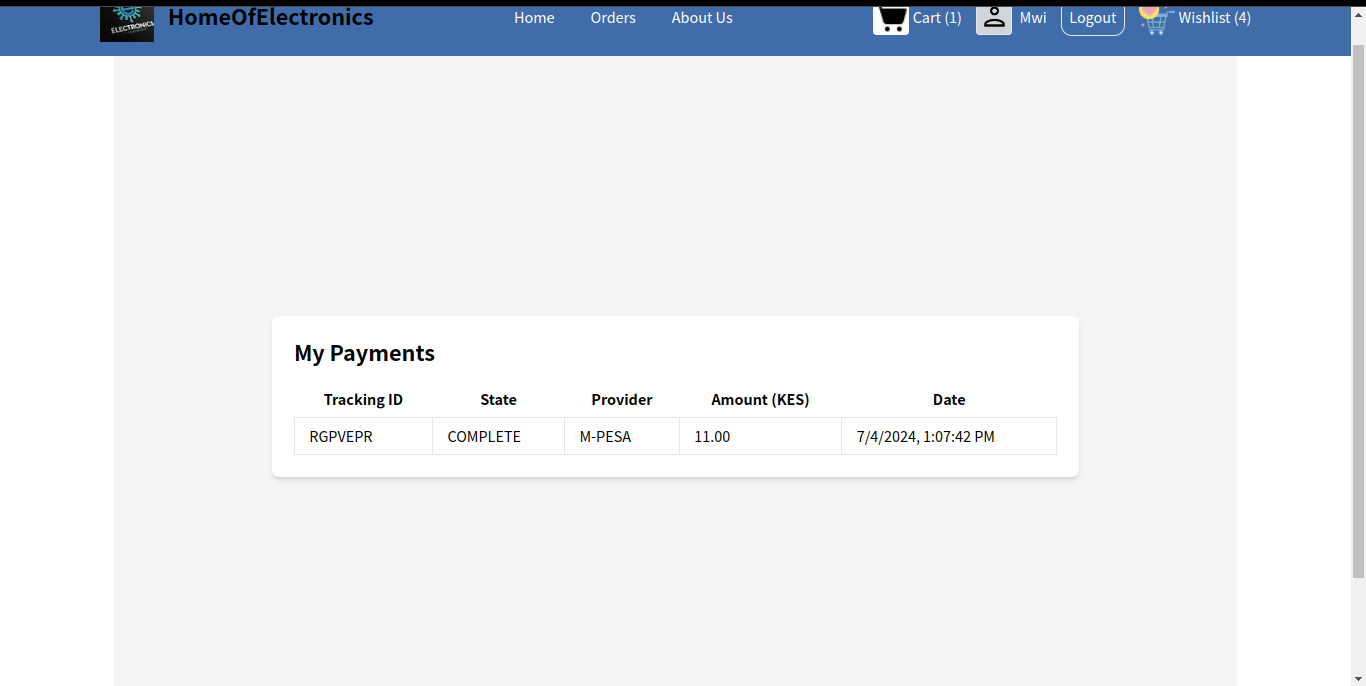 ELECTRONICS
HomeOfElectronics
Home
Orders
About Us
Cart (1)
Mwi
Logout
Wishlist (4)
My Payments
Tracking ID State Provider Amount (KES) Date
RGPVEPR COMPLETE M-PESA 11.00 7/4/2024, 1:07:42 PM